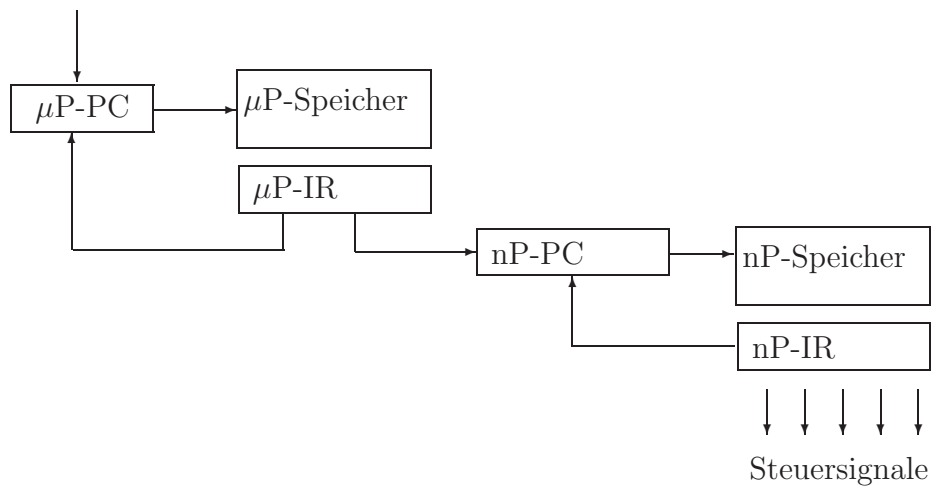 μP-PC
μP-Speicher
μP-IR
nP-PC
nP-Speicher
nP-IR
Steuersignale